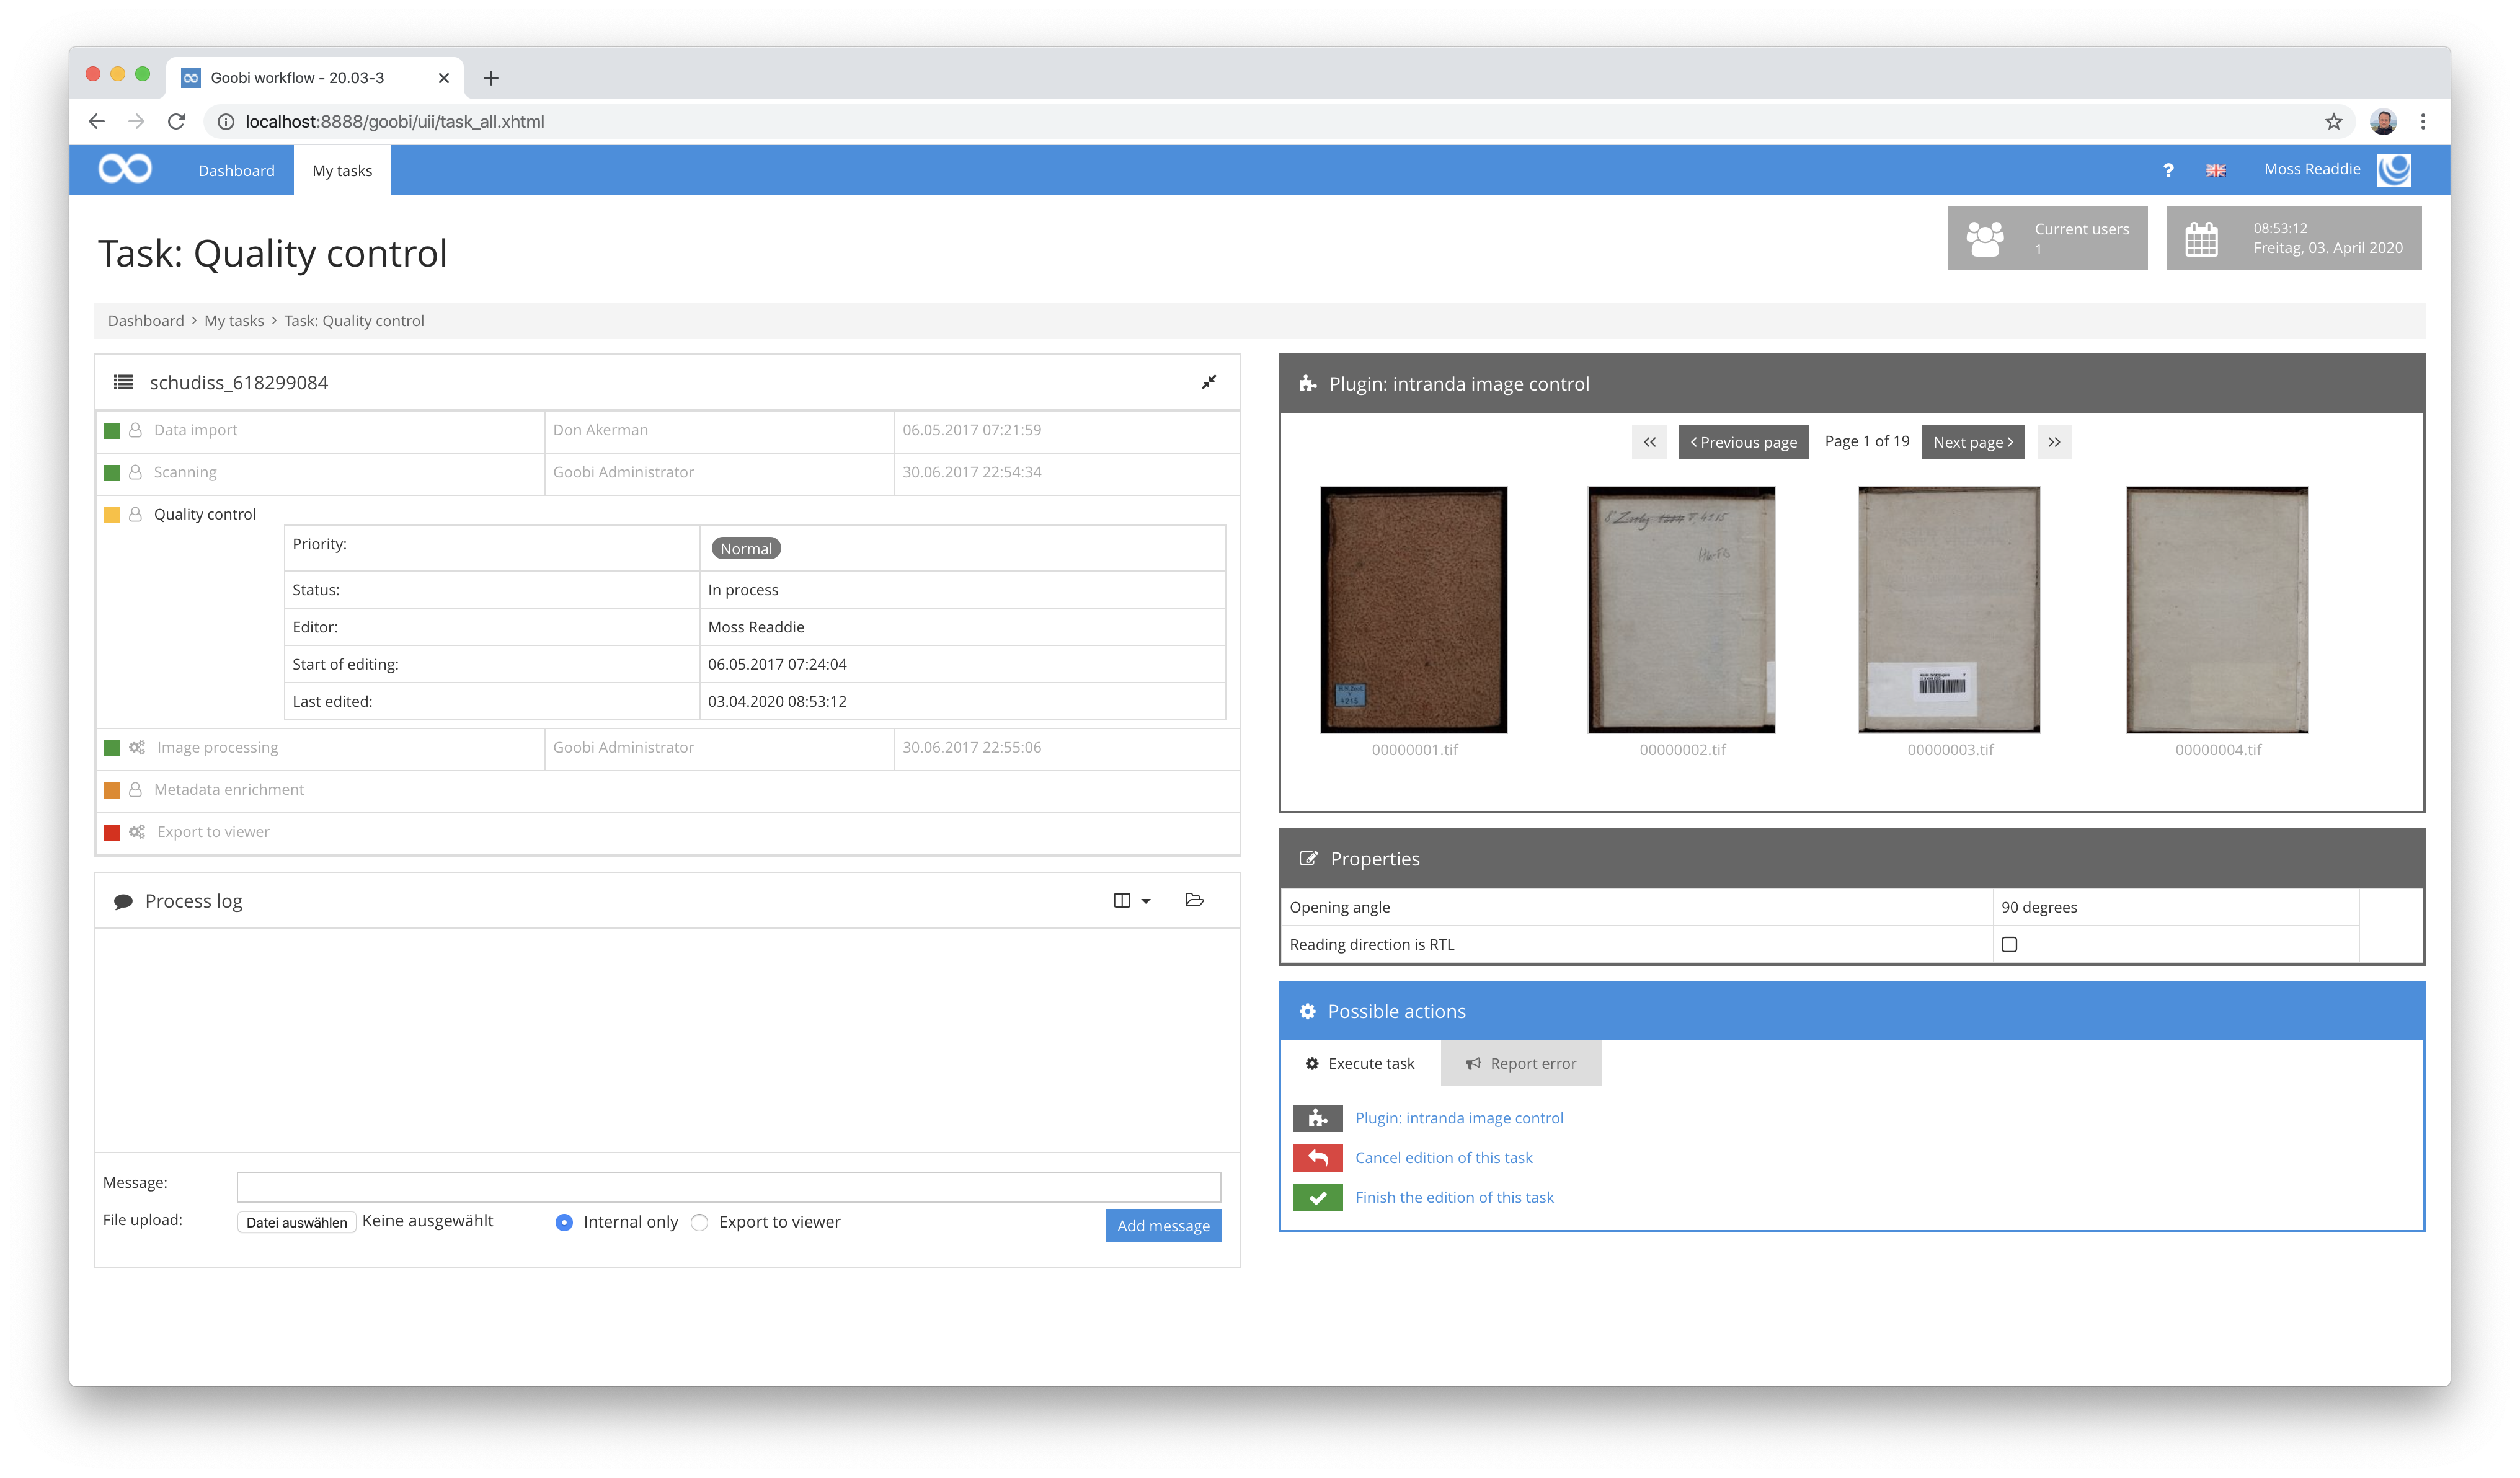 Goobi workflow - 20.03-3
localhost:8888/goobi/uii/task_all.xhtml
Dashboard
My tasks
?
Moss Readdie
Task: Quality control
Current users
1
08:53:12
Freitag, 03. April 2020
Dashboard > My tasks > Task: Quality control
schudiss_618299084
Data import Don Akerman 06.05.2017 07:21:59
Scanning Goobi Administrator 30.06.2017 22:54:34
Quality control
Priority: Normal
Status: In process
Editor: Moss Readdie
Start of editing: 06.05.2017 07:24:04
Last edited: 03.04.2020 08:53:12
Image processing Goobi Administrator 30.06.2017 22:55:06
Metadata enrichment
Export to viewer
Process log
Message:
File upload: Datei auswählen Keine ausgewählt Internal only Export to viewer Add message
Plugin: intranda image control
« ‹ Previous page Page 1 of 19 Next page › »
4215
00000001.tif 00000002.tif 00000003.tif 00000004.tif
Properties
Opening angle 90 degrees
Reading direction is RTL
Possible actions
Execute task Report error
Plugin: intranda image control
Cancel edition of this task
Finish the edition of this task